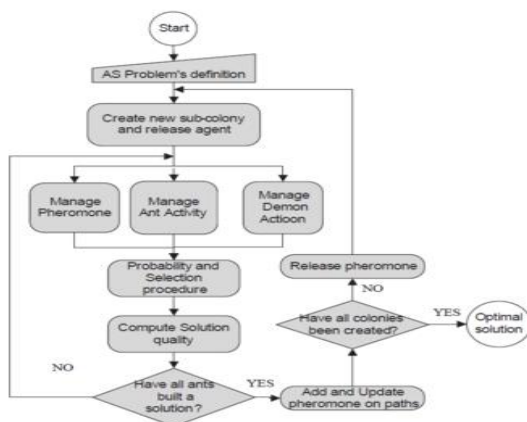 Start
AS Problem's definition
Create new sub-colony
and release agent
Manage
Pheromone
Manage
Ant Activity
Manage
Demon
Actioon
Probability and
Selection
procedure
Release pheromone
NO
Compute Solution
quality
Have all colonies
been created?
YES
Optimal
solution
NO
Have all ants
built a
solution?
YES
Add and Update
pheromone on paths